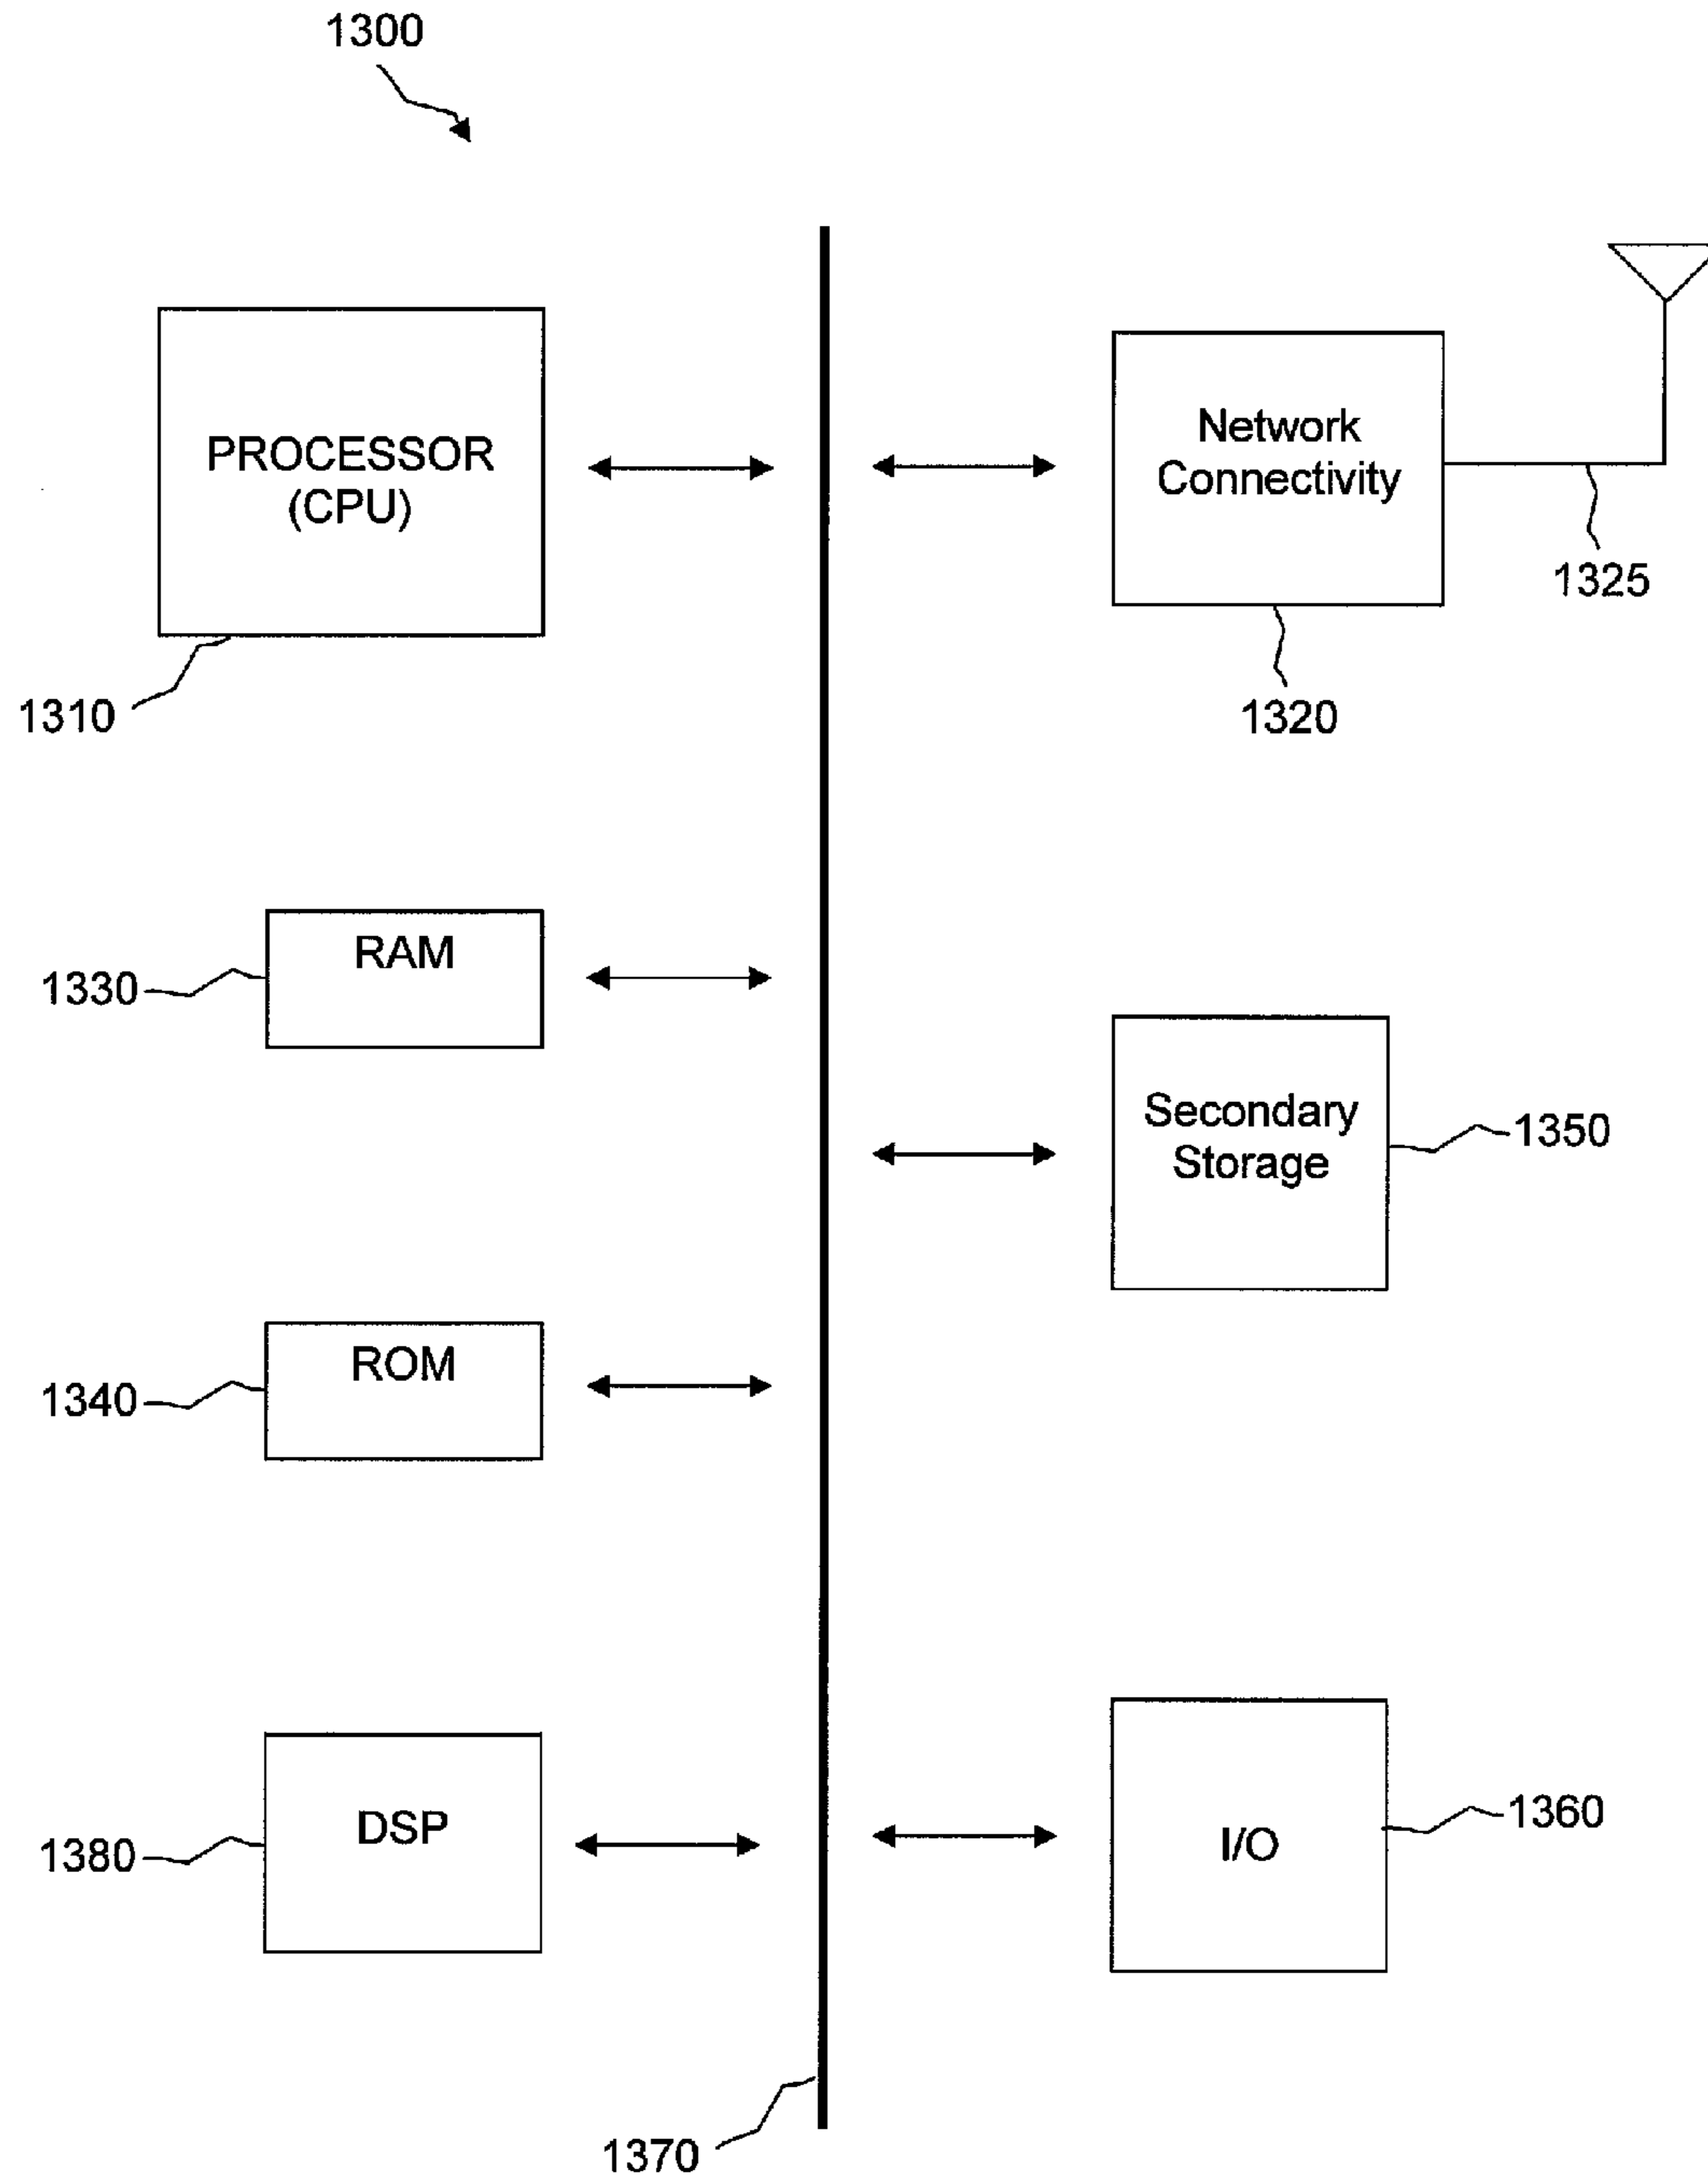 1300
PROCESSOR
(CPU)
Network
Connectivity
1325
1310
1320
RAM
1330
Secondary
Storage
1350
ROM
1340
DSP
1380
I/O
1360
1370